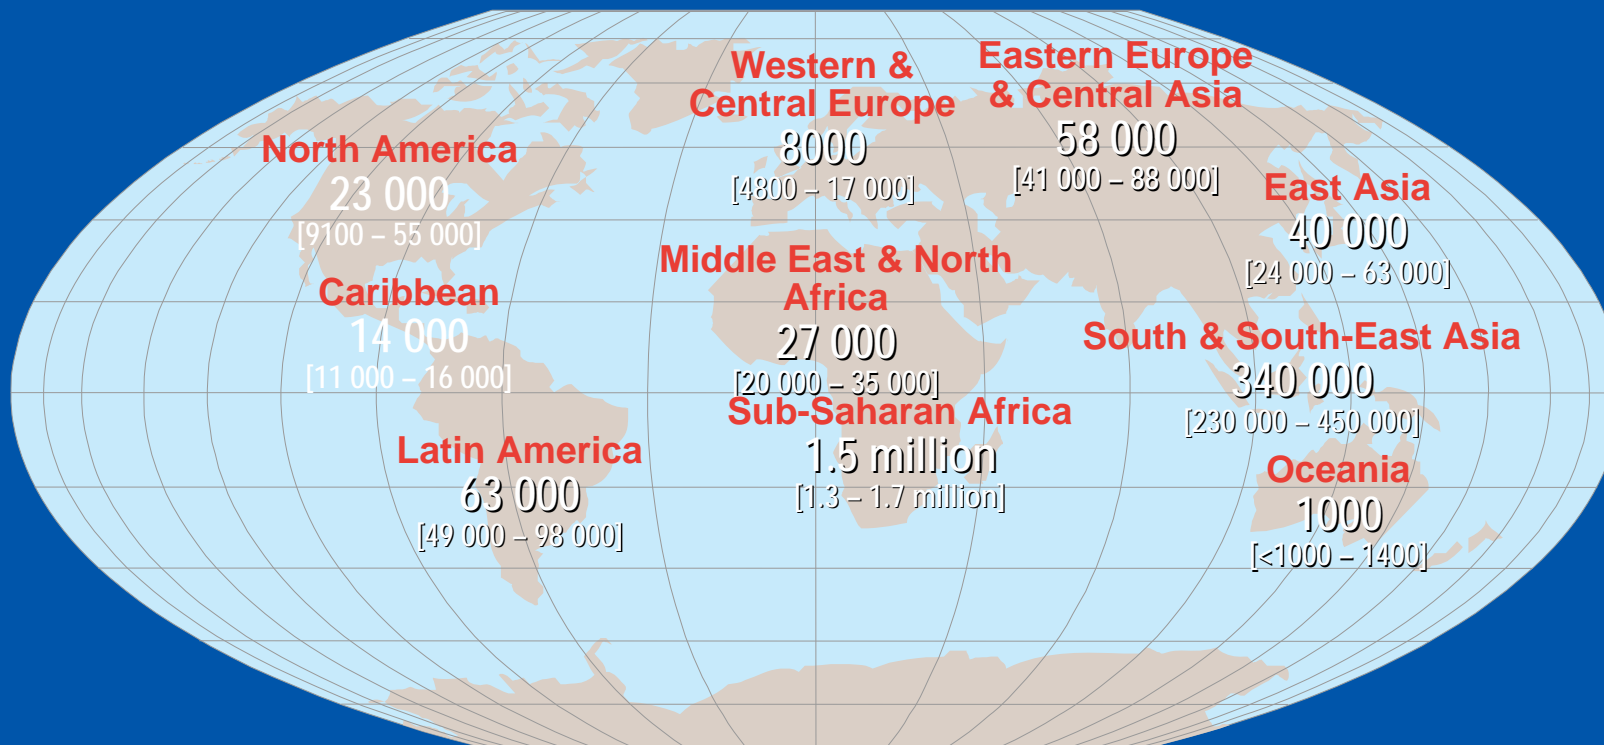 Western &
Central Europe
8000
[4800 – 17 000]
Eastern Europe
& Central Asia
58 000
[41 000 – 88 000]
North America
23 000
[9100 – 55 000]
East Asia
40 000
[24 000 – 63 000]
Middle East & North
Africa
27 000
[20 000 – 35 000]
Caribbean
14 000
[11 000 – 16 000]
South & South-East Asia
340 000
[230 000 – 450 000]
Sub-Saharan Africa
1.5 million
[1.3 – 1.7 million]
Latin America
63 000
[49 000 – 98 000]
Oceania
1000
[<1000 – 1400]